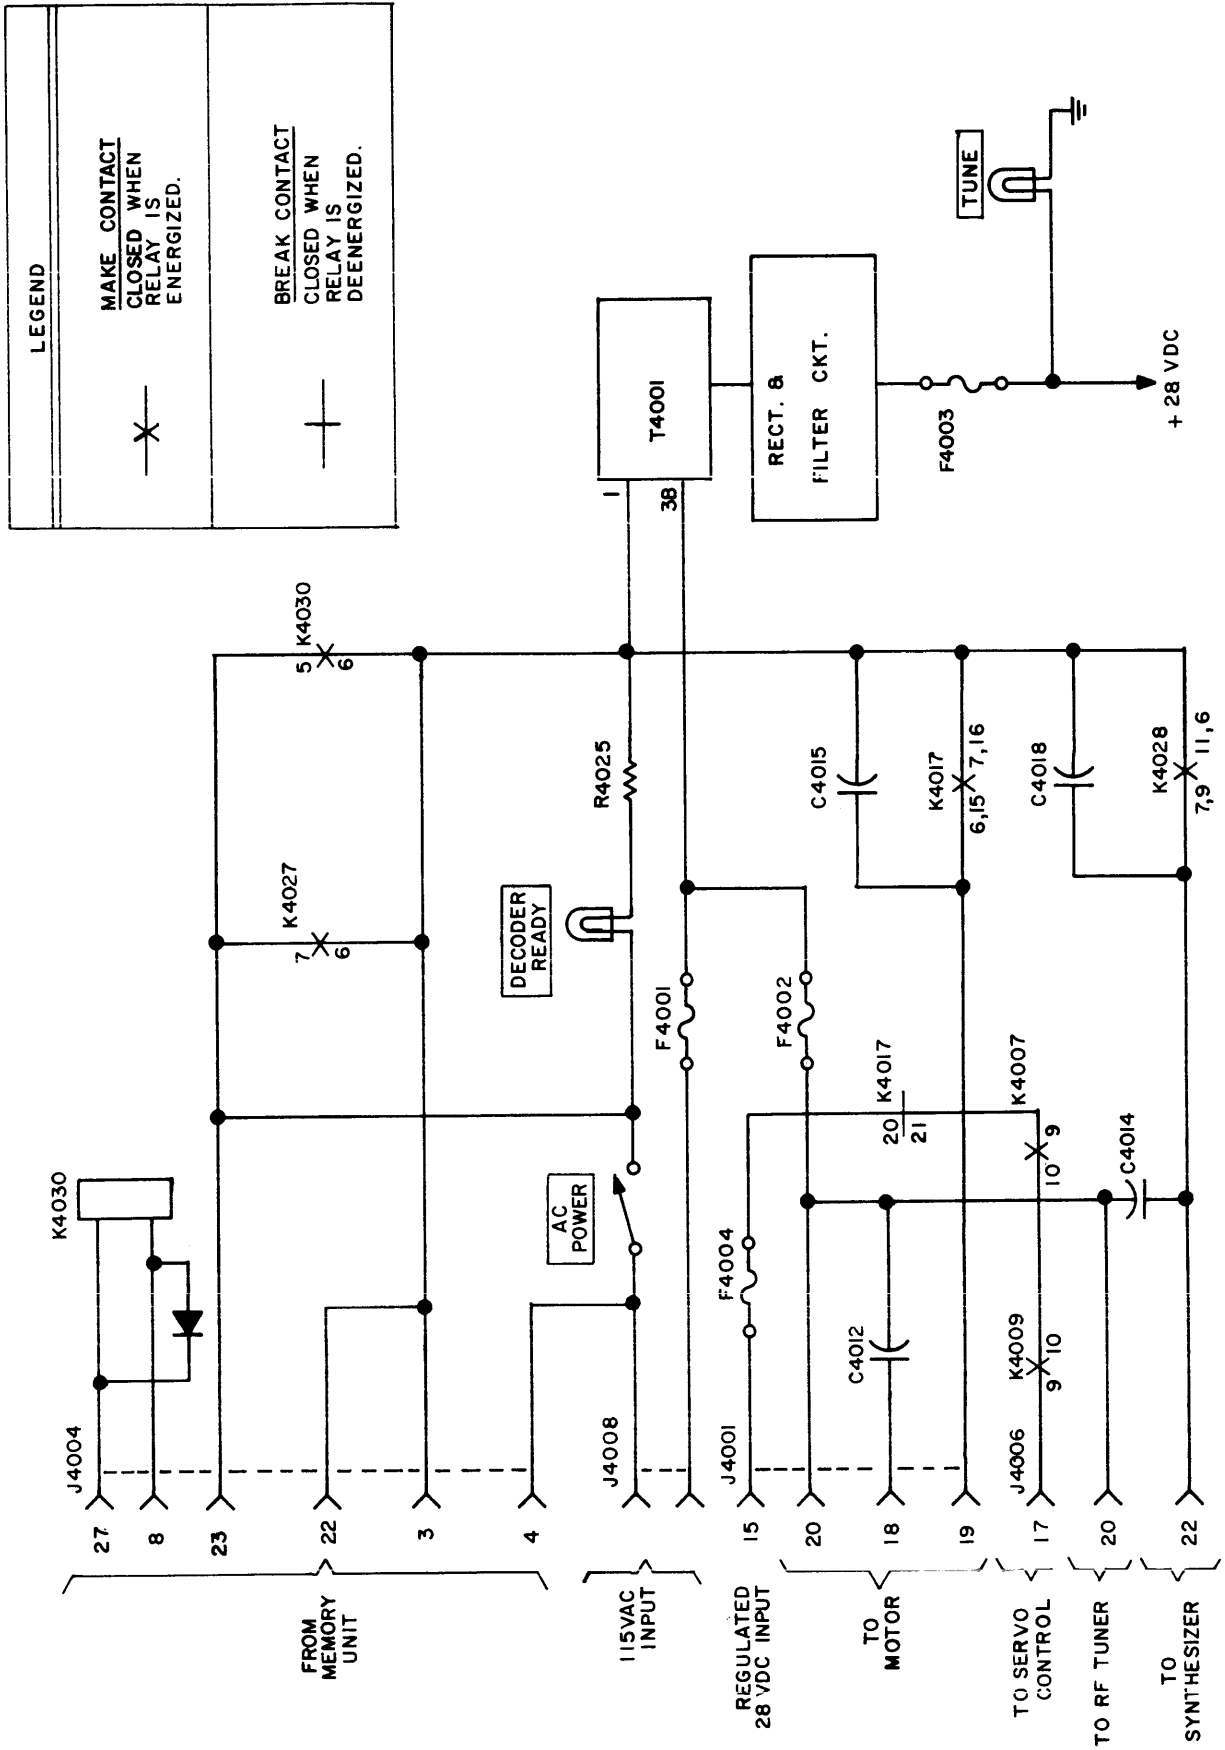 LEGEND
MAKE CONTACT
CLOSED WHEN
RELAY IS
ENERGIZED.
BREAK CONTACT
CLOSED WHEN
RELAY IS
DEENERGIZED.
FROM
MEMORY
UNIT
J4004
27
8
23
22
3
4
K4030
K4027
7
6
K4030
5
6
115VAC
INPUT
J4008
AC
POWER
DECODER
READY
R4025
F4001
1
3B
T4001
RECT. &
FILTER CKT.
F4003
TUNE
+ 28 VDC
REGULATED
28 VDC INPUT
J4001
15
F4004
F4002
K4017
20
21
TO
MOTOR
20
18
19
C4012
C4015
K4017
6,15
7,16
TO SERVO
CONTROL
J4006
17
K4009
9
10
K4007
10
9
TO RF TUNER
20
C4014
C4018
TO
SYNTHESIZER
22
K4028
7,9
11,6